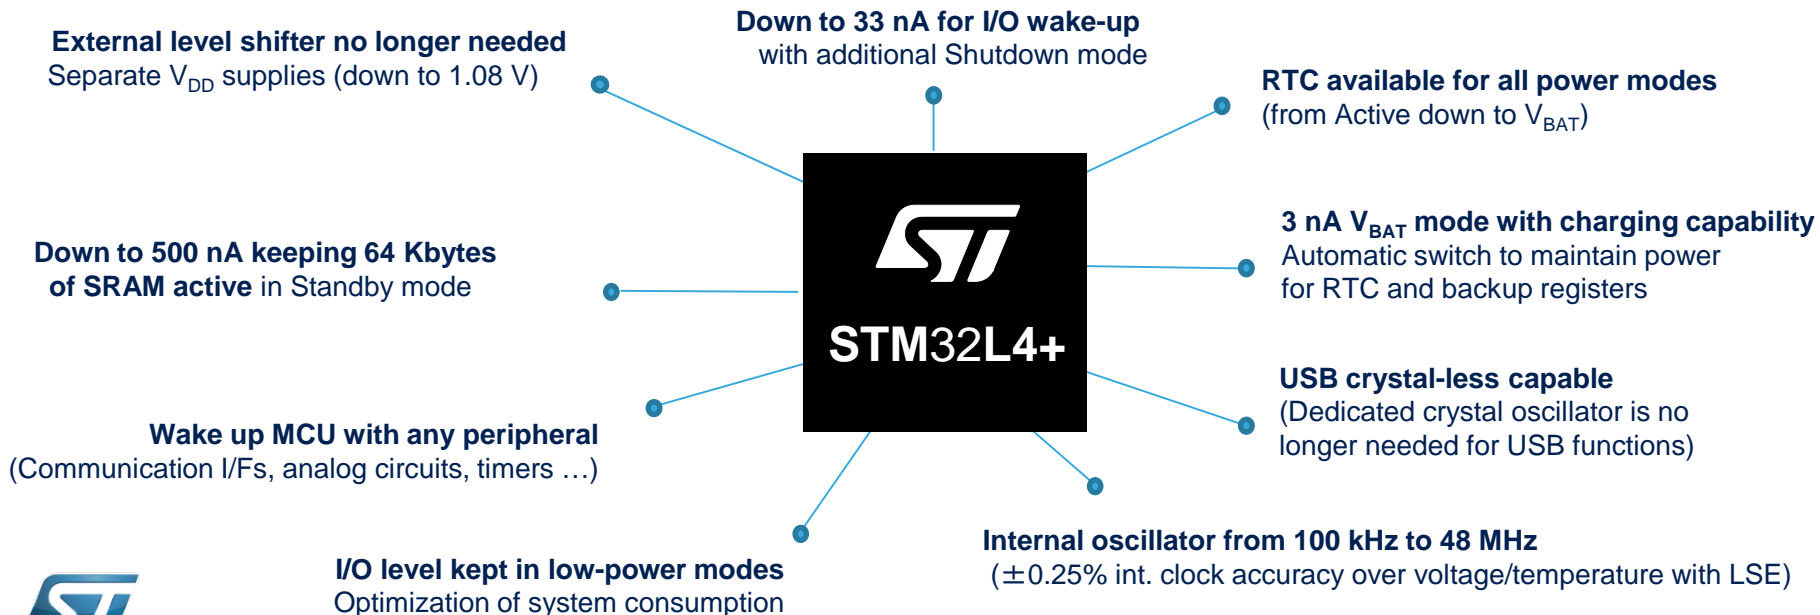 Down to 33 nA for I/O wake-up
with additional Shutdown mode
External level shifter no longer needed
Separate VDD supplies (down to 1.08 V)
RTC available for all power modes
(from Active down to VBAT)
3 nA VBAT mode with charging capability
Automatic switch to maintain power
for RTC and backup registers
Down to 500 nA keeping 64 Kbytes
of SRAM active in Standby mode
ST
STM32L4+
USB crystal-less capable
(Dedicated crystal oscillator is no
longer needed for USB functions)
Wake up MCU with any peripheral
(Communication I/Fs, analog circuits, timers …)
Internal oscillator from 100 kHz to 48 MHz
(±0.25% int. clock accuracy over voltage/temperature with LSE)
I/O level kept in low-power modes
Optimization of system consumption
ST